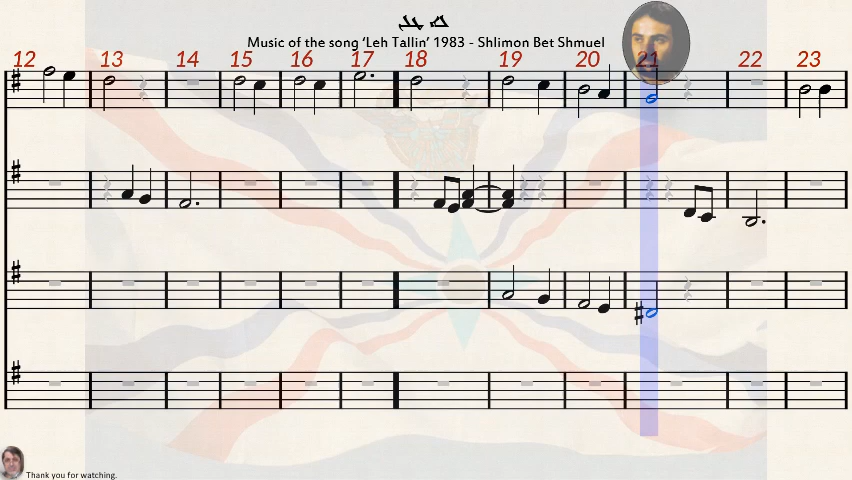 Music of the song ‘Leh Tallin’ 1983 - Shlimon Bet Shmuel
12 13 14 15 16 17 18 19 20 21 22 23
Thank you for watching.